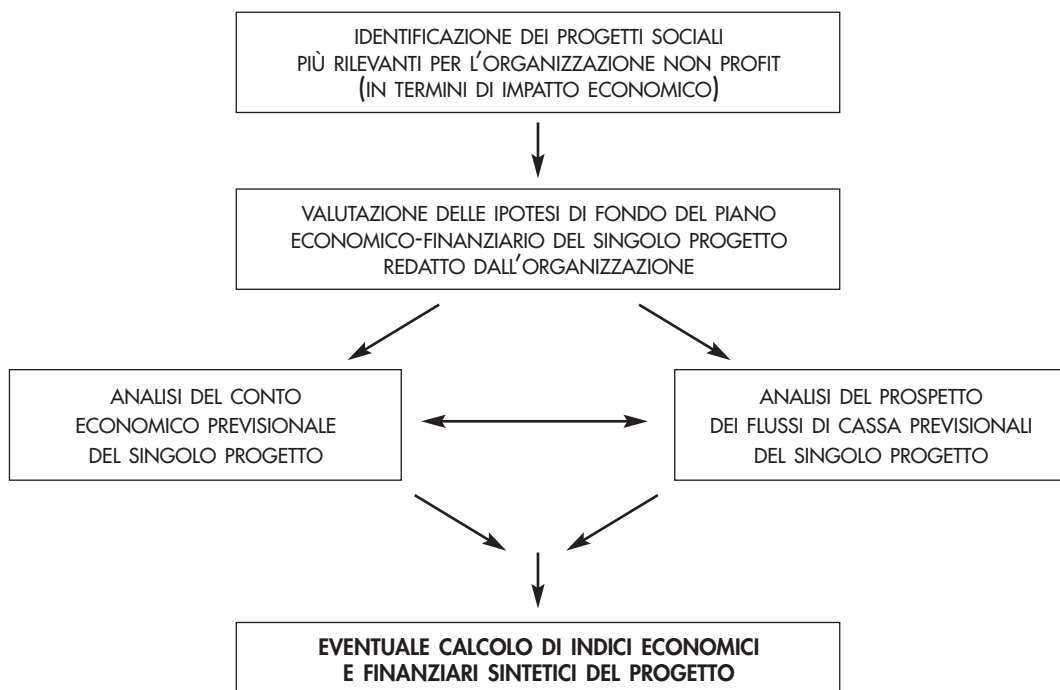 IDENTIFICAZIONE DEI PROGETTI SOCIALI
PIÙ RILEVANTI PER L'ORGANIZZAZIONE NON PROFIT
(IN TERMINI DI IMPATTO ECONOMICO)
VALUTAZIONE DELLE IPOTESI DI FONDO DEL PIANO
ECONOMICO-FINANZIARIO DEL SINGOLO PROGETTO
REDATTO DALL'ORGANIZZAZIONE
ANALISI DEL CONTO
ECONOMICO PREVISIONALE
DEL SINGOLO PROGETTO
ANALISI DEL PROSPETTO
DEI FLUSSI DI CASSA PREVISIONALI
DEL SINGOLO PROGETTO
EVENTUALE CALCOLO DI INDICI ECONOMICI
E FINANZIARI SINTETICI DEL PROGETTO